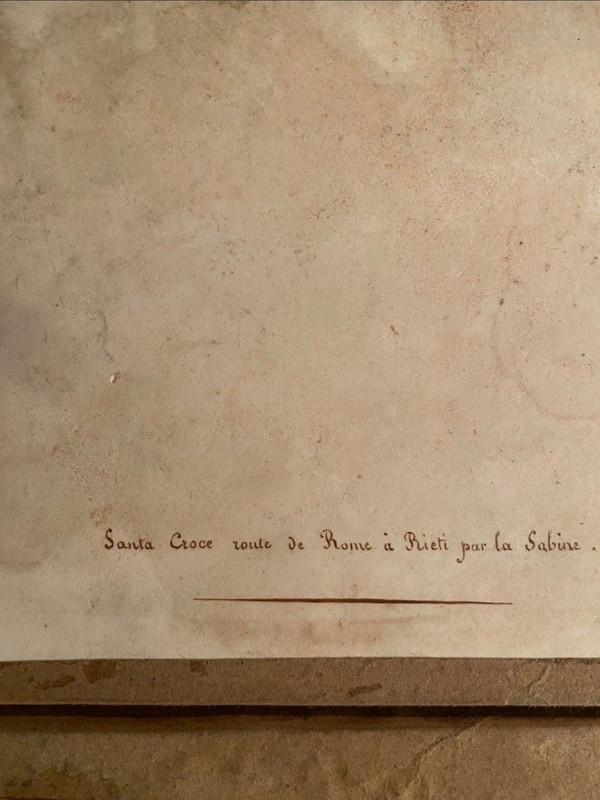 Santa Croce route de Rome à Rieti par la Sabine.